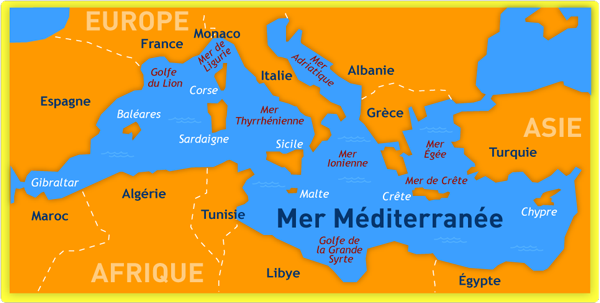 EUROPE
Monaco
France
Mer de
Ligurie
Mer
Adriatique
Golfe
du Lion
Corse
Italie
Albanie
Espagne
Baléares
Mer
Thyrrhénienne
Grèce
ASIE
Sardaigne
Sicile
Mer
Ionienne
Mer
Égée
Turquie
Gibraltar
Algérie
Malte
Mer de Crête
Crête
Maroc
Tunisie
Mer Méditerranée
Chypre
Golfe de
la Grande
Syrte
AFRIQUE
Libye
Égypte